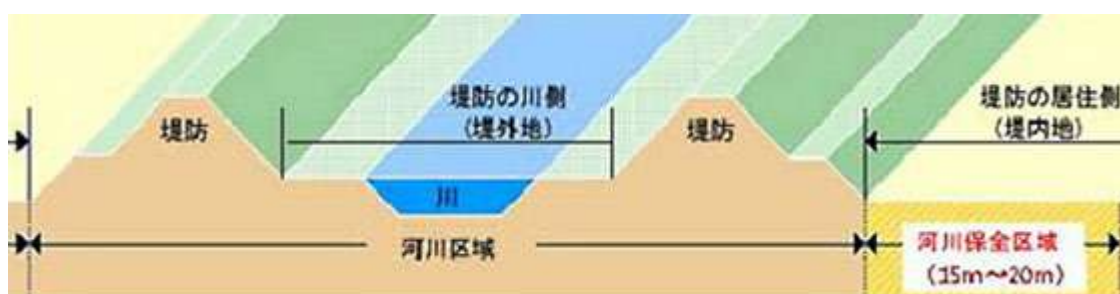 堤防の川側
(堤外地)
堤防の居住側
(堤内地)
堤防
堤防
川
河川区域
河川保全区域
(15m〜20m)